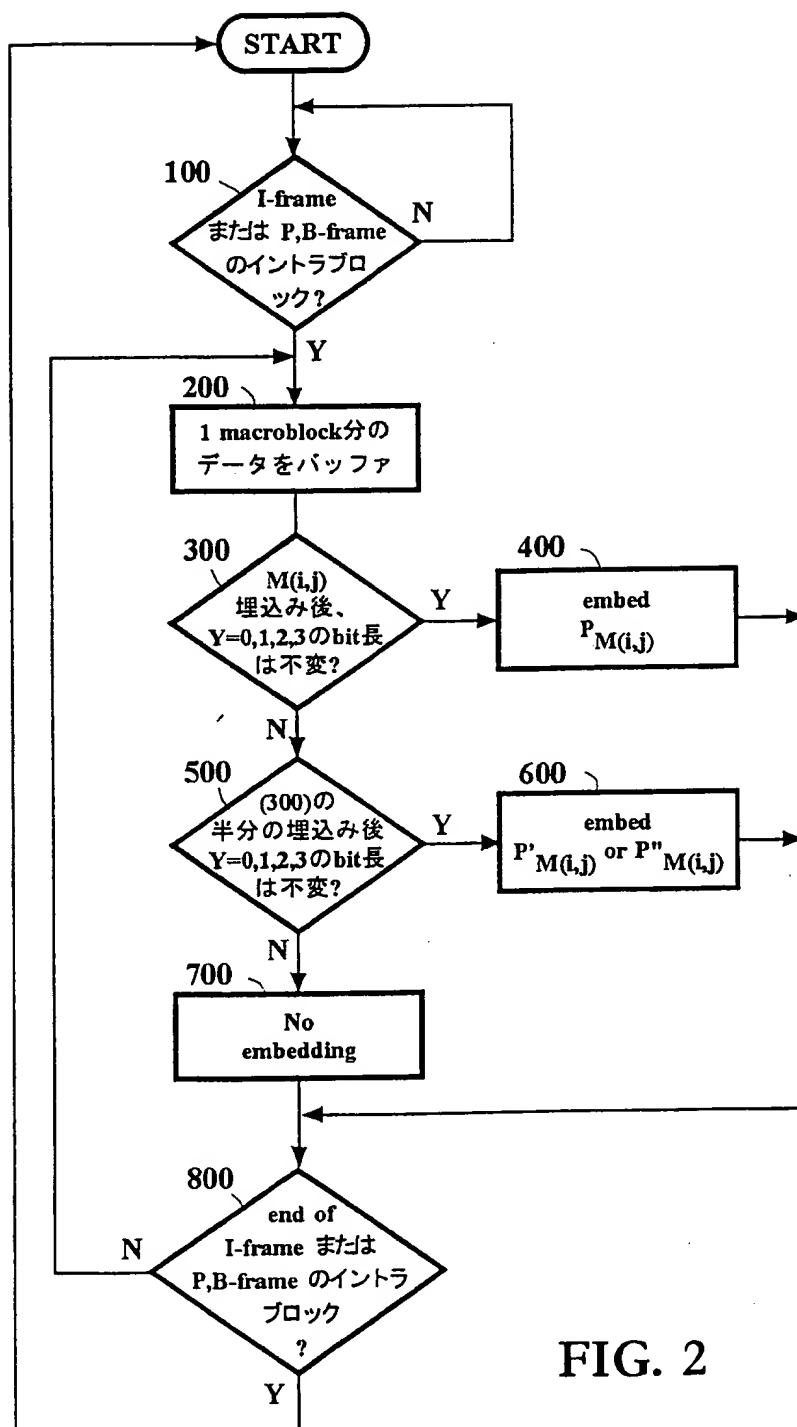 START
100
I-frame
または P,B-frame
のイントラブロ
ック?
N
Y
200
1 macroblock分の
データをバッファ
300
M(i,j)
埋込み後、
Y=0,1,2,3のbit長
は不変?
Y
N
400
embed
P_M(i,j)
500
(300)の
半分の埋込み後
Y=0,1,2,3のbit長
は不変?
Y
N
600
embed
P'_M(i,j) or P"_M(i,j)
700
No
embedding
800
end of
I-frame または
P,B-frame のイントラ
ブロック
?
N
Y
FIG. 2